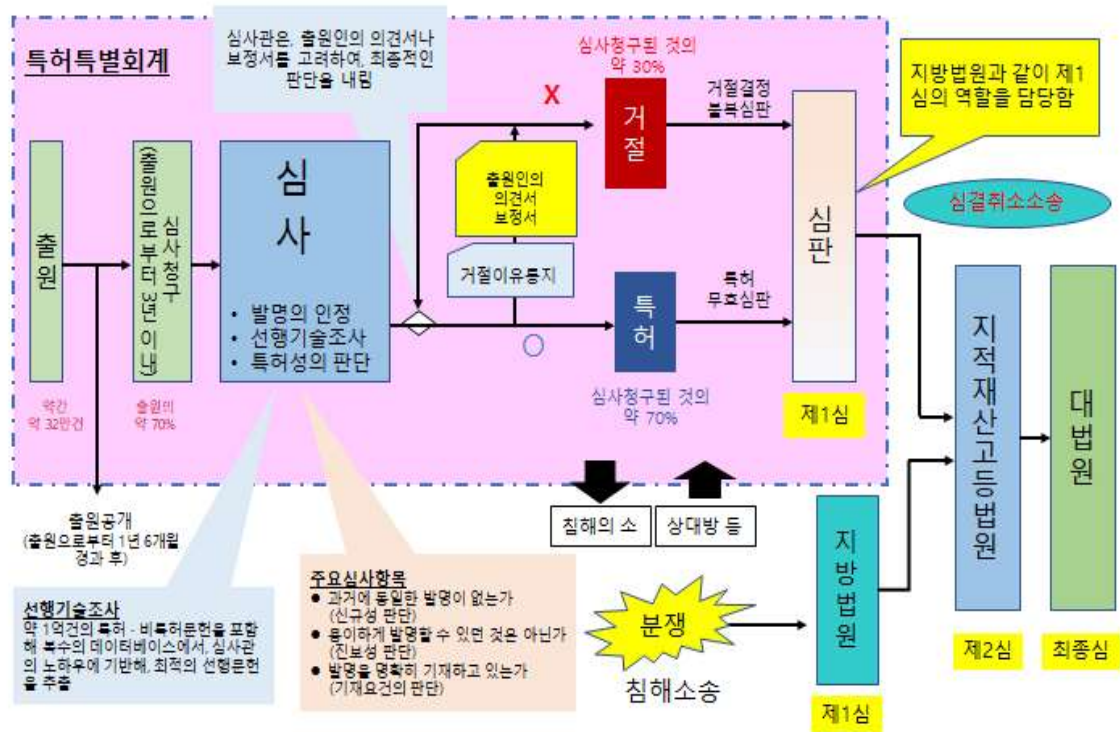 특허특별회계
심사관은, 출원인의 의견서나
보정서를 고려하여, 최종적인
판단을 내림
심사청구된 것의
약 30%
지방법원과 같이 제1
심의 역할을 담당함
X
거절
거절결정
불복심판
출원
심사청구
(출원으로부터 3년 이내)
심사
• 발명의 인정
• 선행기술조사
• 특허성의 판단
출원인의
의견서
보정서
거절이유통지
특허
특허
무효심판
심판
심결취소소송
약간
약 32만건
출원의
약 70%
심사청구된 것의
약 70%
제1심
지적재산고등법원
대법원
출원공개
(출원으로부터 1년 6개월
경과 후)
침해의 소
상대방 등
지방법원
선행기술조사
약 1억건의 특허 - 비특허문헌을 포함
해 복수의 데이터베이스에서, 심사관
의 노하우에 기반해, 최적의 선행문헌
을 추출
주요심사항목
● 과거에 동일한 발명이 없는가
(신규성 판단)
● 용이하게 발명할 수 있던 것은 아닌가
(진보성 판단)
● 발명을 명확히 기재하고 있는가
(기재요건의 판단)
분쟁
침해소송
제1심
제2심
최종심